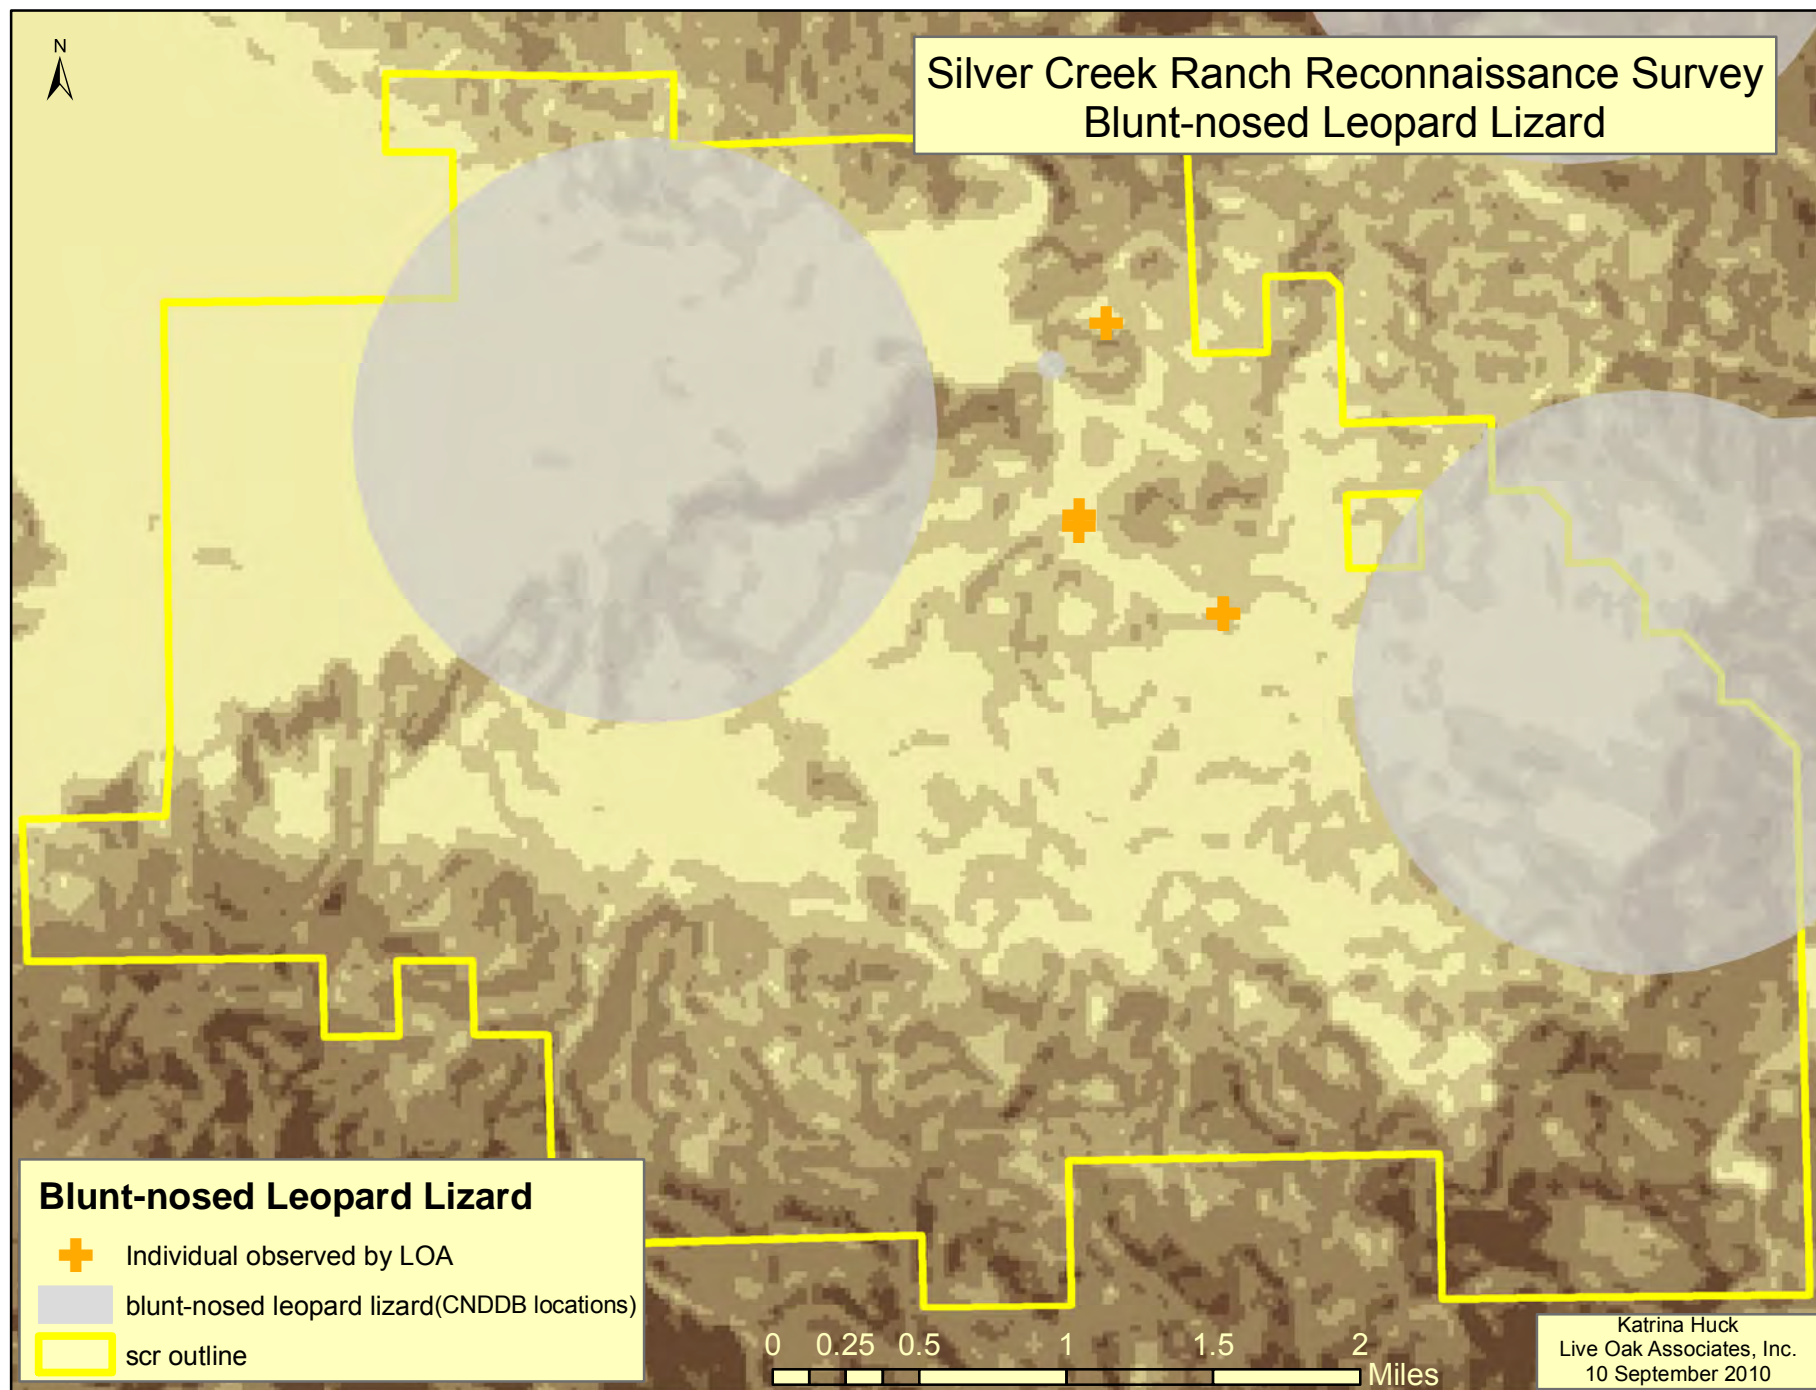 N
Silver Creek Ranch Reconnaissance Survey
Blunt-nosed Leopard Lizard
Blunt-nosed Leopard Lizard
Individual observed by LOA
blunt-nosed leopard lizard(CNDDB locations)
scr outline
0 0.25 0.5 1 1.5 2
Miles
Katrina Huck
Live Oak Associates, Inc.
10 September 2010